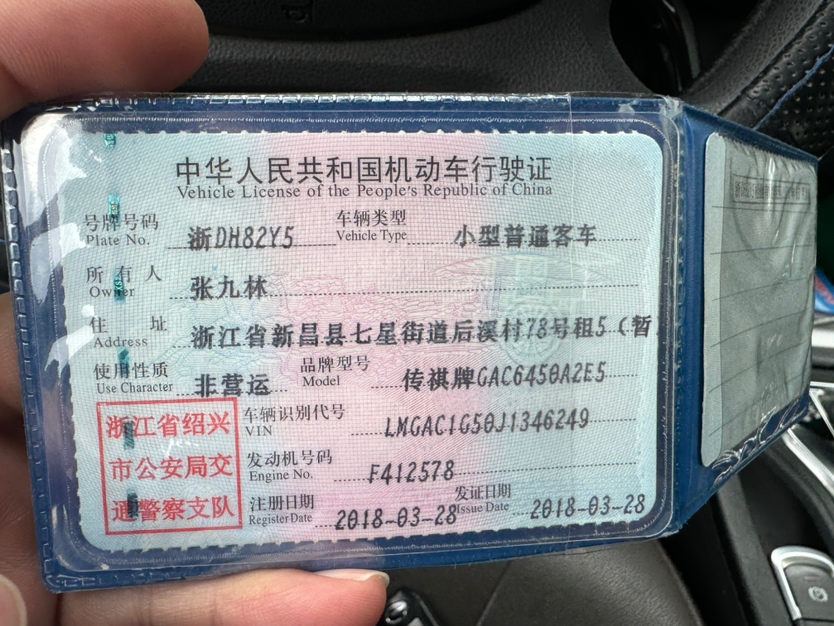 中华人民共和国机动车行驶证
Vehicle License of the People's Republic of China
号牌号码 浙DH82Y5 车辆类型 小型普通客车
Plate No. Vehicle Type
所有人 张九林
Owner
住址 浙江省新昌县七星街道后溪村78号租5(暂
Address
使用性质 非营运 品牌型号 传祺牌GAC6450A2E5
Use Character Model
浙江省绍兴
市公安局交
通警察支队
车辆识别代号 LMGAC1G50J1346249
VIN
发动机号码 F412578
Engine No.
注册日期 2018-03-28 发证日期 2018-03-28
Register Date Issue Date